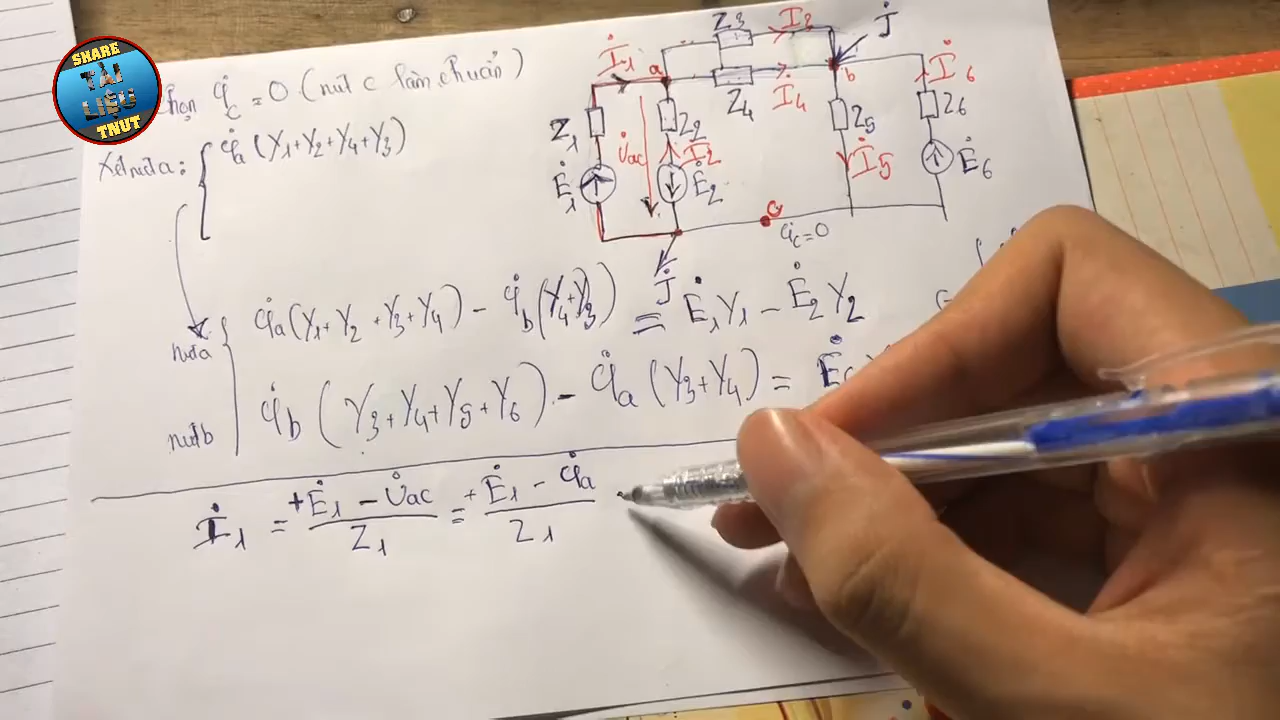 SHARE
TÀI
LIỆU
TNUT
Chọn φ̇c = 0 (nút c làm chuẩn)
Xét nút a: { φ̇a (Y1+Y2+Y4+Y3)
nút a
φ̇a (Y1+Y2+Y3+Y4) - φ̇b (Y4+Y3) = Ė1Y1 - Ė2Y2
nút b
φ̇b (Y3+Y4+Y5+Y6) - φ̇a (Y3+Y4) = Ė6
İ1 = +Ė1 - U̇ac / Z1 = +Ė1 - φ̇a / Z1
Z3
İ3
J̇
İ1
a
b
İ6
Z4
İ4
Z1
Z2
Z5
Z6
U̇ac
İ2
İ5
Ė1
Ė2
Ė6
C
φ̇c=0
J̇